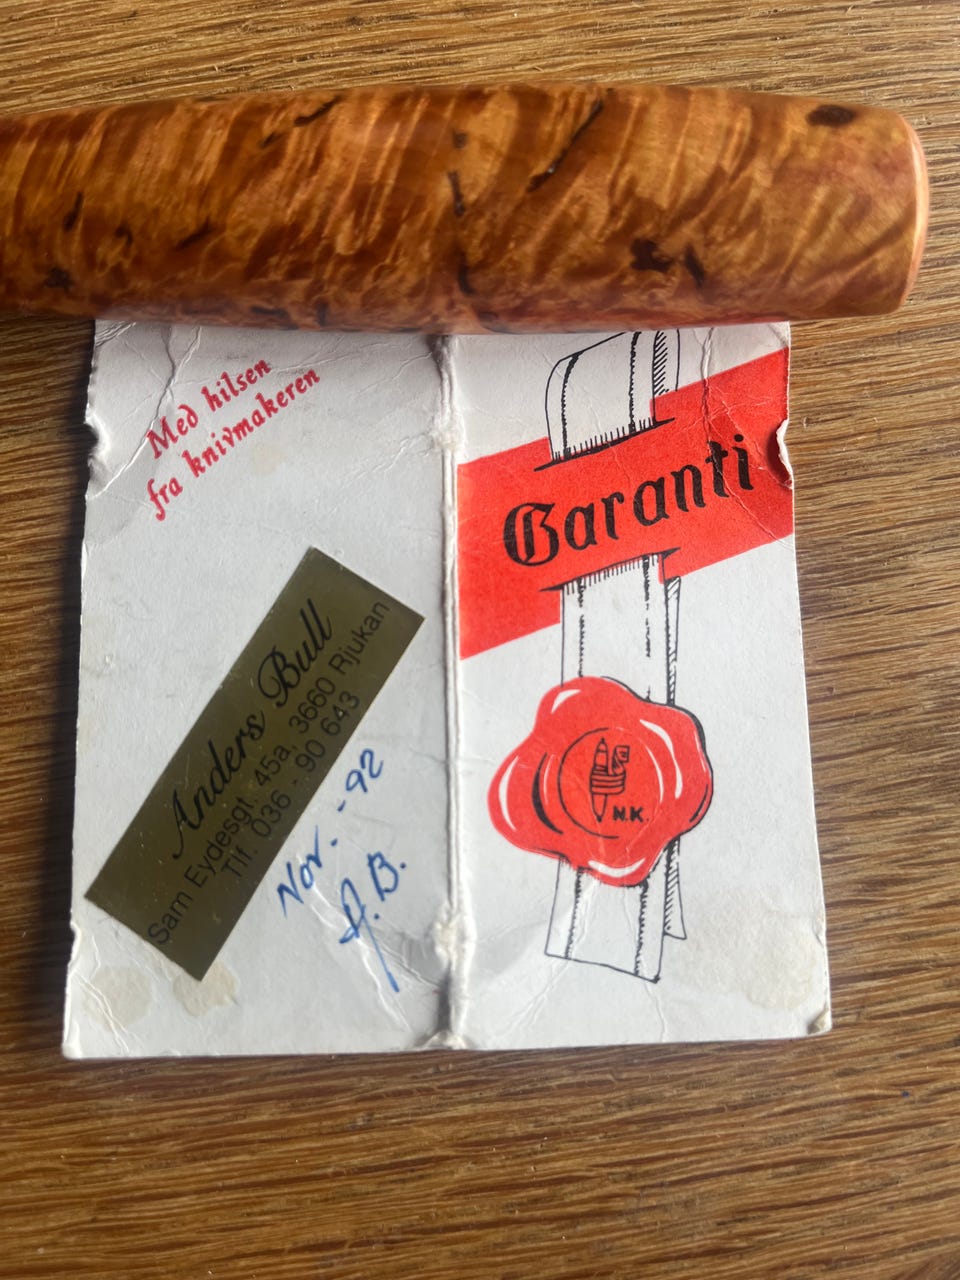 Med hilsen
fra knivmakeren
Anders Bull
Sam Eydesgt. 45a, 3660 Rjukan
Tlf. 036 - 90 643
Nov. -92
A.B.
Garanti
N.K.